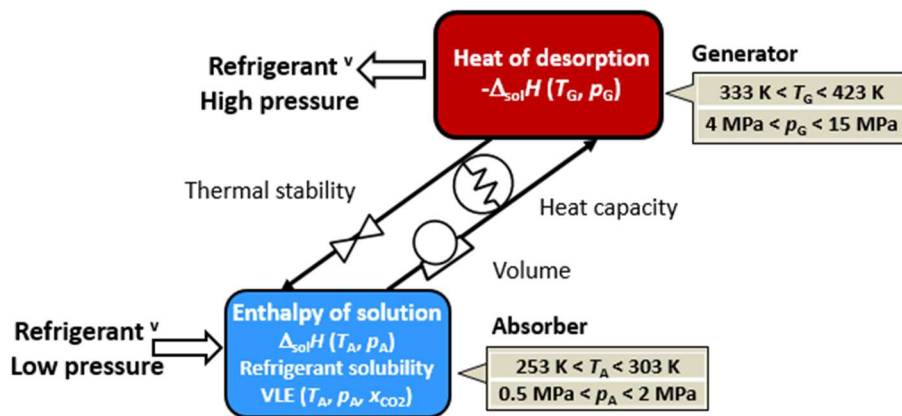 Refrigerant v
High pressure
Heat of desorption
-ΔsolH (TG, pG)
Generator
333 K < TG < 423 K
4 MPa < pG < 15 MPa
Thermal stability
Heat capacity
Volume
Refrigerant v
Low pressure
Enthalpy of solution
ΔsolH (TA, pA)
Refrigerant solubility
VLE (TA, pA, xCO2)
Absorber
253 K < TA < 303 K
0.5 MPa < pA < 2 MPa